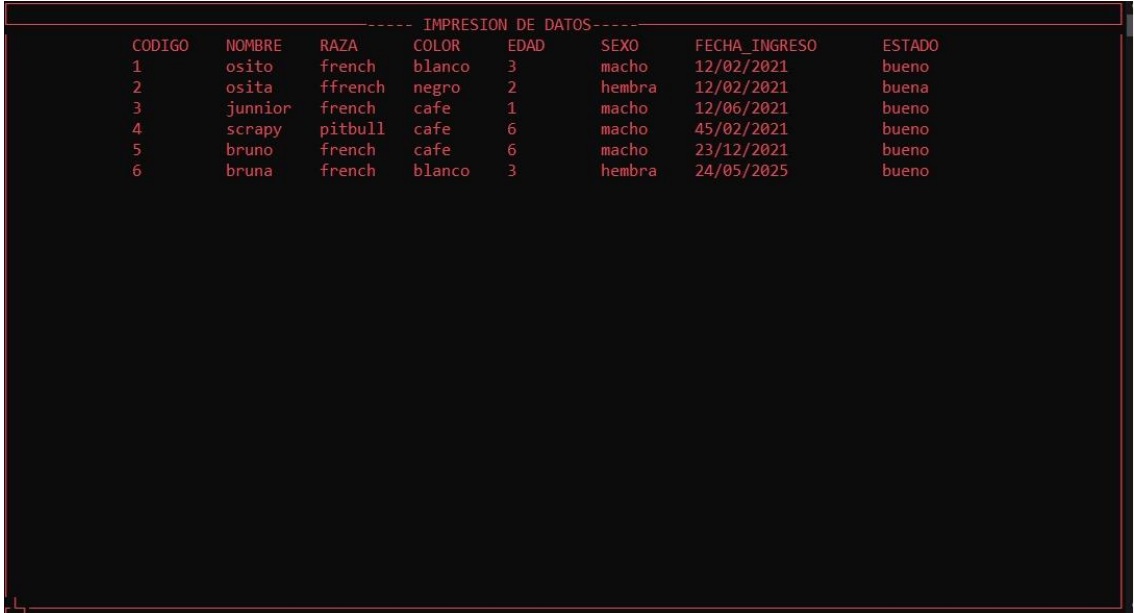 ----- IMPRESION DE DATOS-----
CODIGO NOMBRE RAZA COLOR EDAD SEXO FECHA_INGRESO ESTADO
1 osito french blanco 3 macho 12/02/2021 bueno
2 osita ffrench negro 2 hembra 12/02/2021 buena
3 junnior french cafe 1 macho 12/06/2021 bueno
4 scrapy pitbull cafe 6 macho 45/02/2021 bueno
5 bruno french cafe 6 macho 23/12/2021 bueno
6 bruna french blanco 3 hembra 24/05/2025 bueno